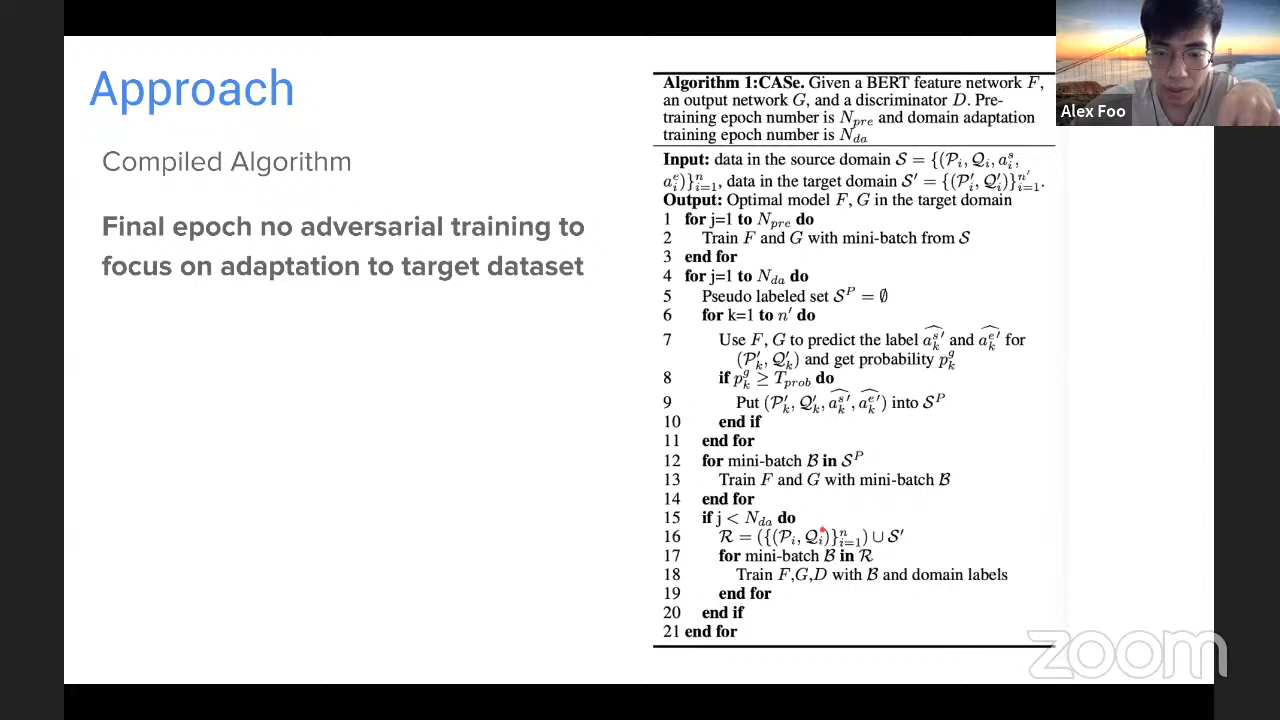 Approach
Compiled Algorithm
Final epoch no adversarial training to
focus on adaptation to target dataset
Algorithm 1:CASe. Given a BERT feature network F,
an output network G, and a discriminator D. Pre-
training epoch number is N_pre and domain adaptation
training epoch number is N_da
Input: data in the source domain S = {(P_i, Q_i, a_i^s,
a_i^e)}_{i=1}^n, data in the target domain S′ = {(P′_i, Q′_i)}_{i=1}^{n′}.
Output: Optimal model F, G in the target domain
1 for j=1 to N_pre do
2 Train F and G with mini-batch from S
3 end for
4 for j=1 to N_da do
5 Pseudo labeled set S^P = ∅
6 for k=1 to n′ do
7 Use F, G to predict the label \widehat{a_k^{s′}} and \widehat{a_k^{e′}} for
(P′_k, Q′_k) and get probability p_k^g
8 if p_k^g ≥ T_prob do
9 Put (P′_k, Q′_k, \widehat{a_k^{s′}}, \widehat{a_k^{e′}}) into S^P
10 end if
11 end for
12 for mini-batch B in S^P
13 Train F and G with mini-batch B
14 end for
15 if j < N_da do
16 R = ({(P_i, Q_i)}_{i=1}^n) ∪ S′
17 for mini-batch B in R
18 Train F,G,D with B and domain labels
19 end for
20 end if
21 end for
Alex Foo
zoom